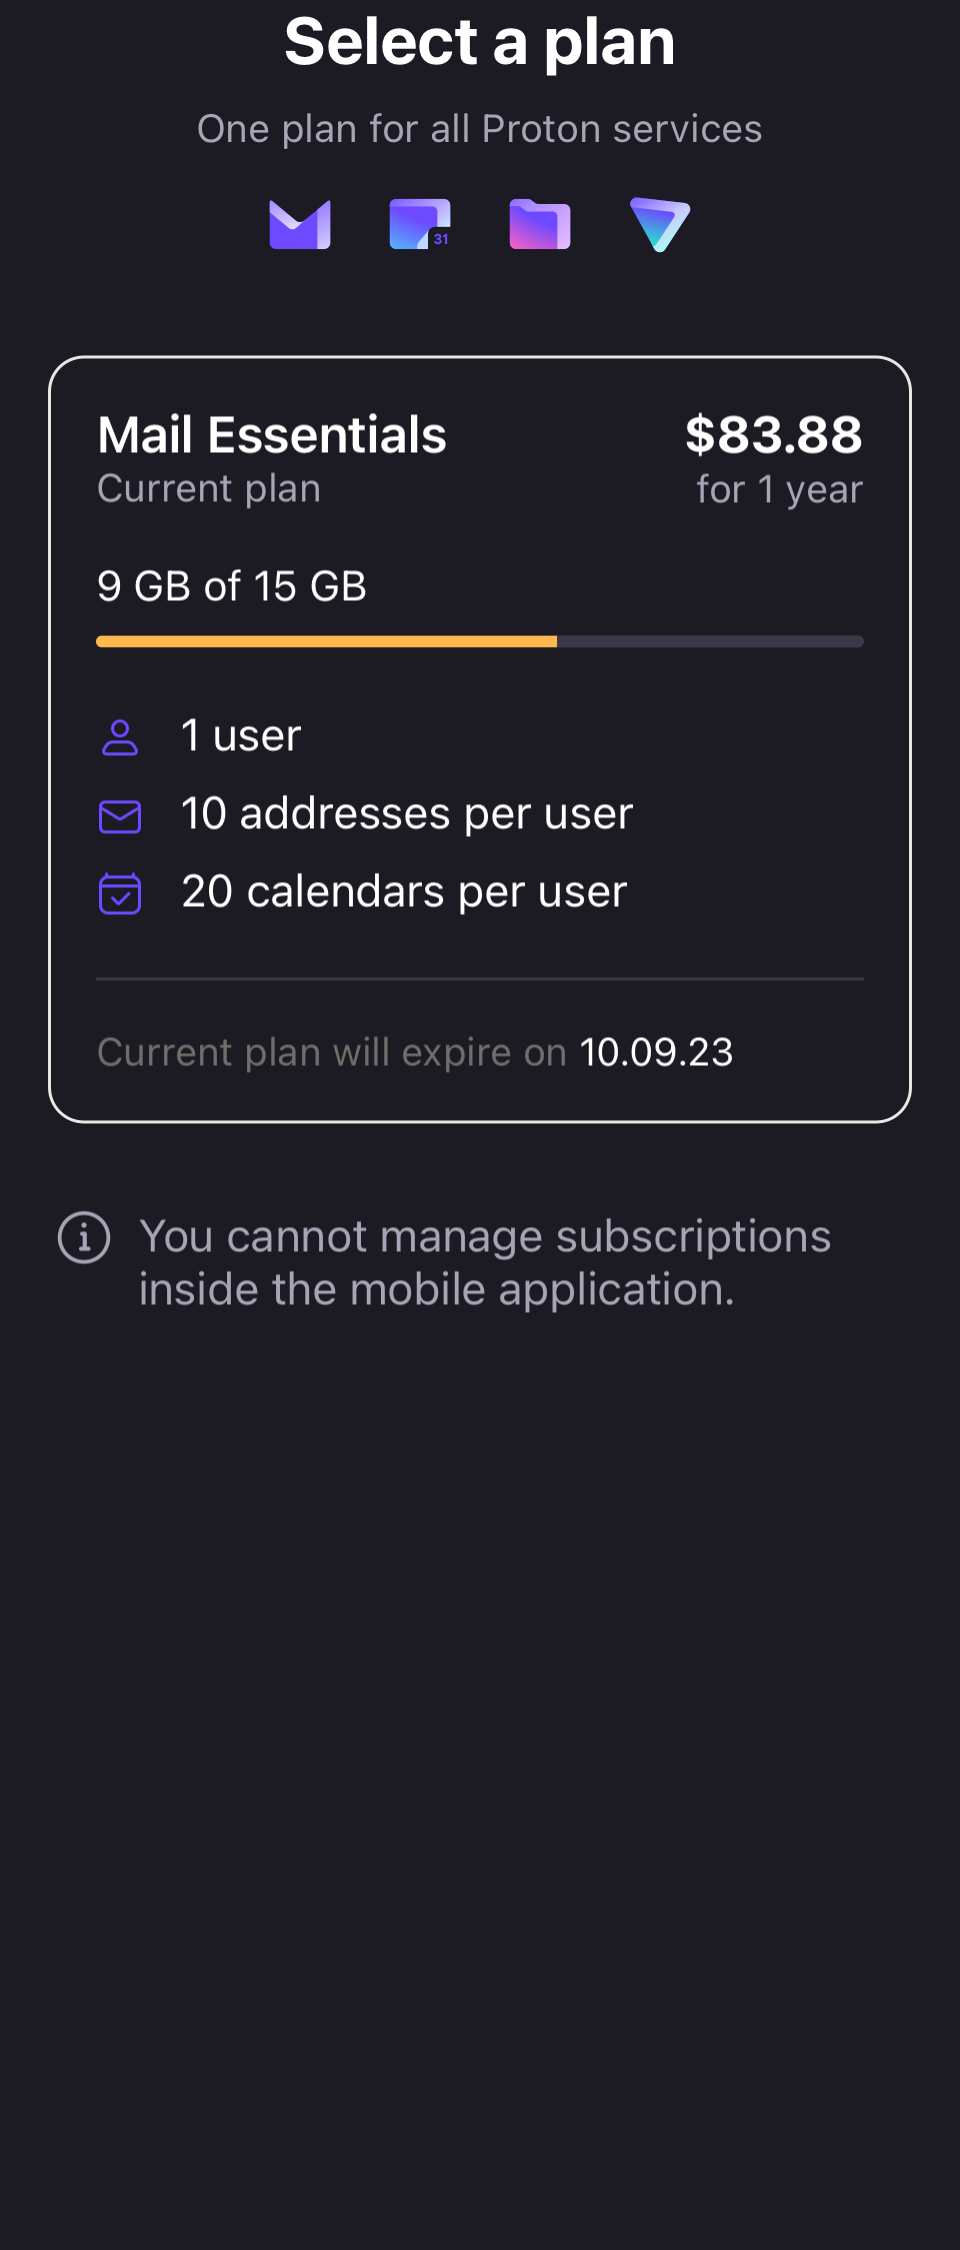 Select a plan
One plan for all Proton services
31
Mail Essentials
$83.88
Current plan
for 1 year
9 GB of 15 GB
1 user
10 addresses per user
20 calendars per user
Current plan will expire on 10.09.23
You cannot manage subscriptions
inside the mobile application.